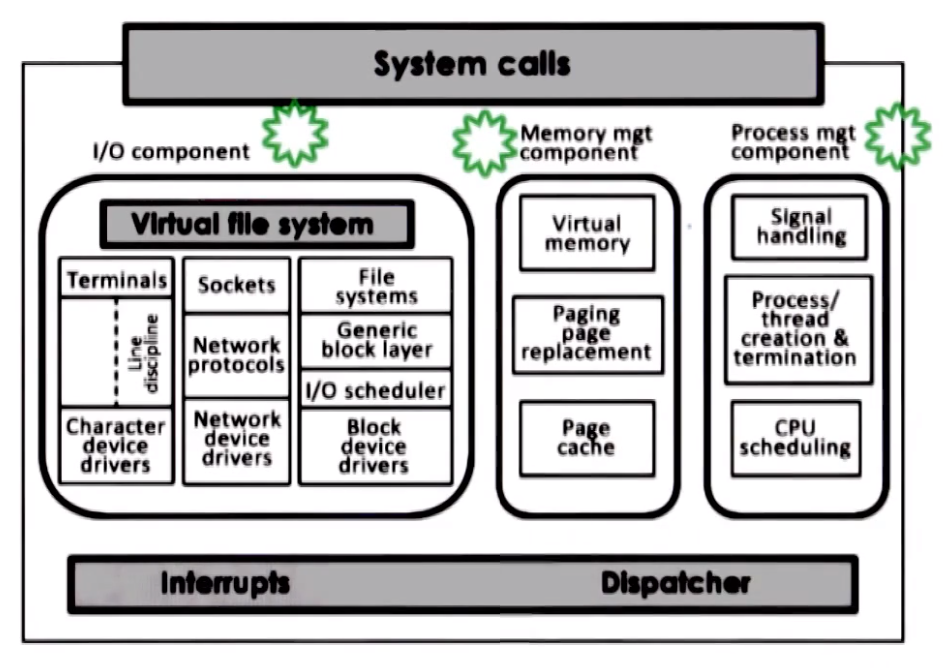 System calls
I/O component
Memory mgt
component
Process mgt
component
Virtual file system
Terminals
Line
discipline
Character
device
drivers
Sockets
Network
protocols
Network
device
drivers
File
systems
Generic
block layer
I/O scheduler
Block
device
drivers
Virtual
memory
Paging
page
replacement
Page
cache
Signal
handling
Process/
thread
creation &
termination
CPU
scheduling
Interrupts
Dispatcher